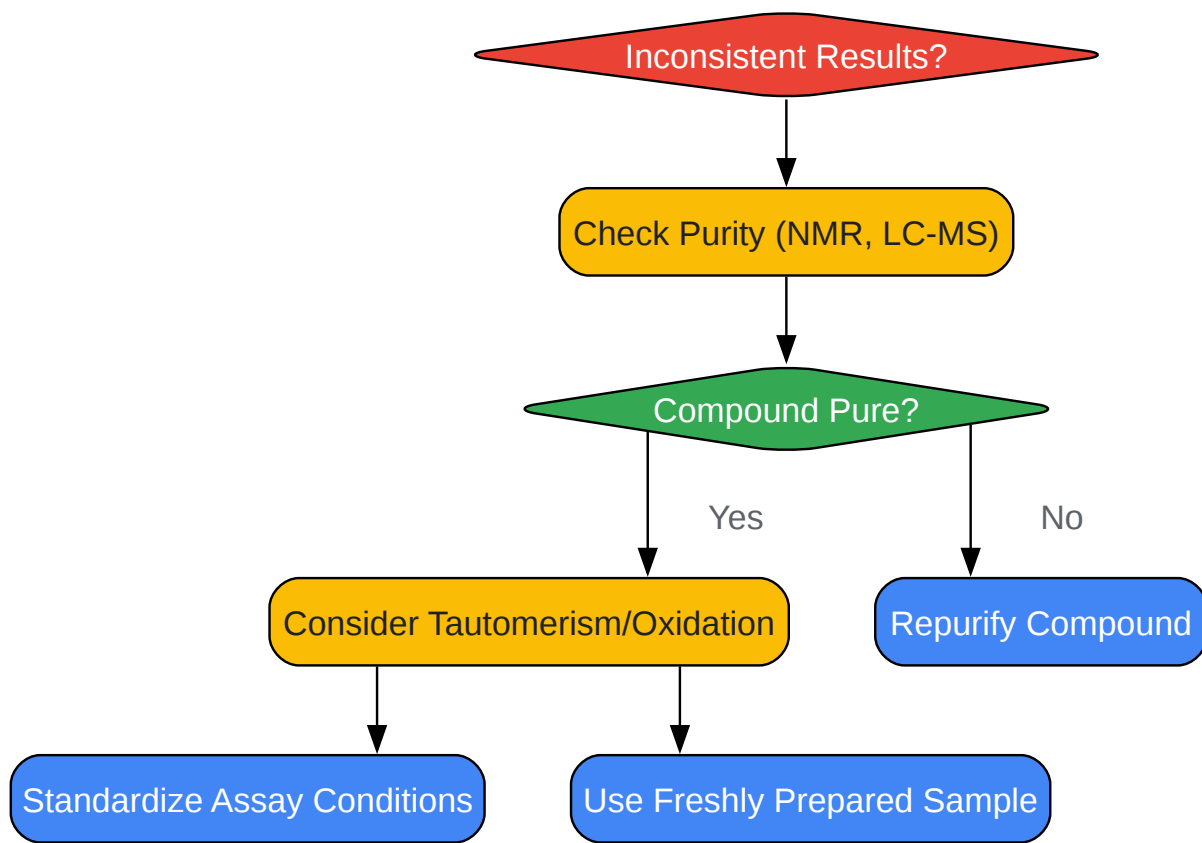 Inconsistent Results?
Check Purity (NMR, LC-MS)
Compound Pure?
Yes
No
Consider Tautomerism/Oxidation
Repurify Compound
Standardize Assay Conditions
Use Freshly Prepared Sample